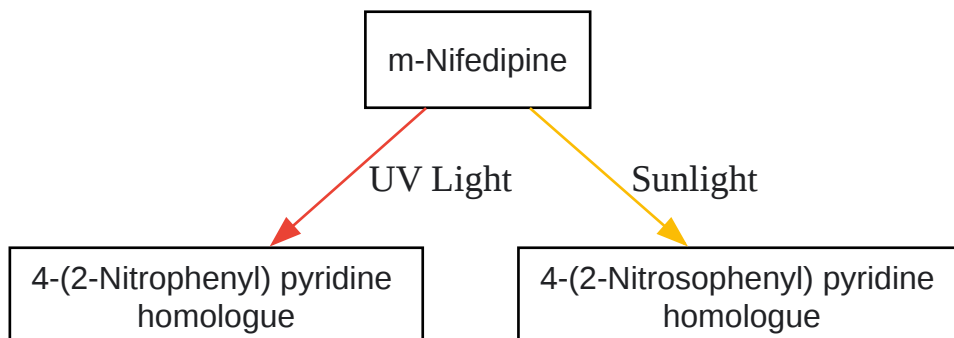 m-Nifedipine
UV Light
Sunlight
4-(2-Nitrophenyl) pyridine
homologue
4-(2-Nitrosophenyl) pyridine
homologue